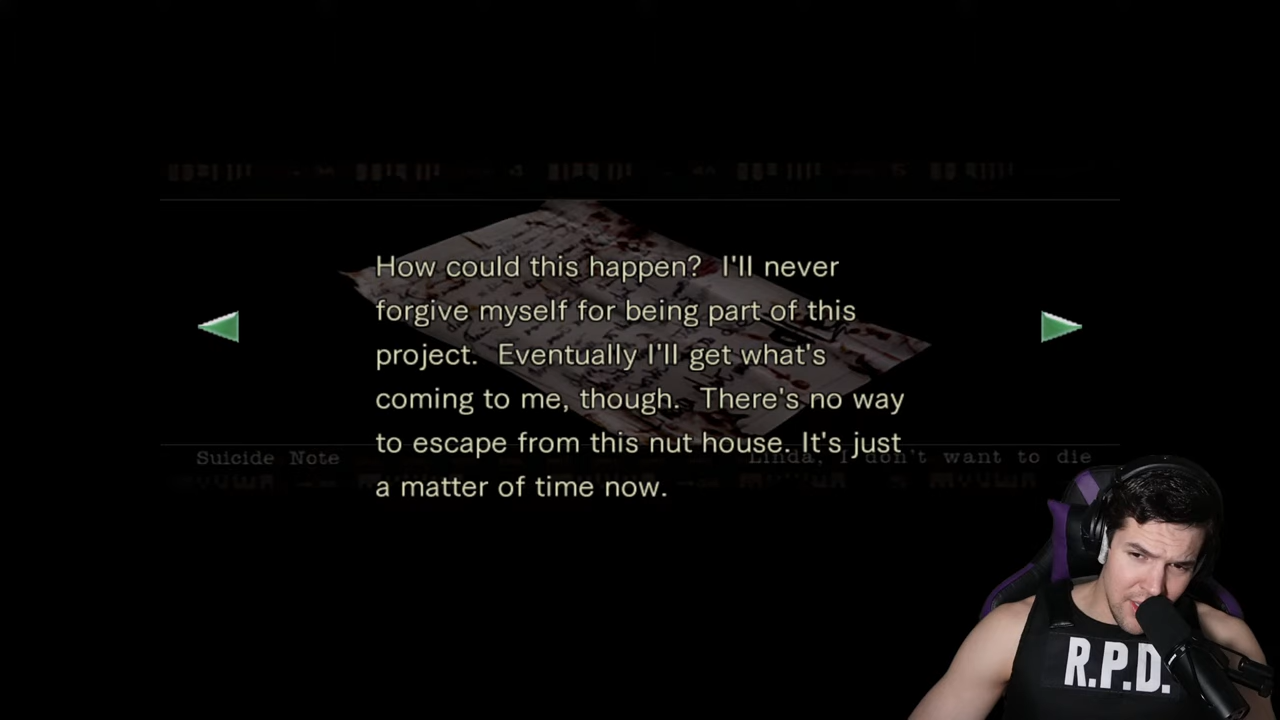 How could this happen?  I'll never
forgive myself for being part of this
project.  Eventually I'll get what's
coming to me, though.  There's no way
to escape from this nut house. It's just
a matter of time now.
Suicide Note
Linda, I don't want to die
R.P.D.